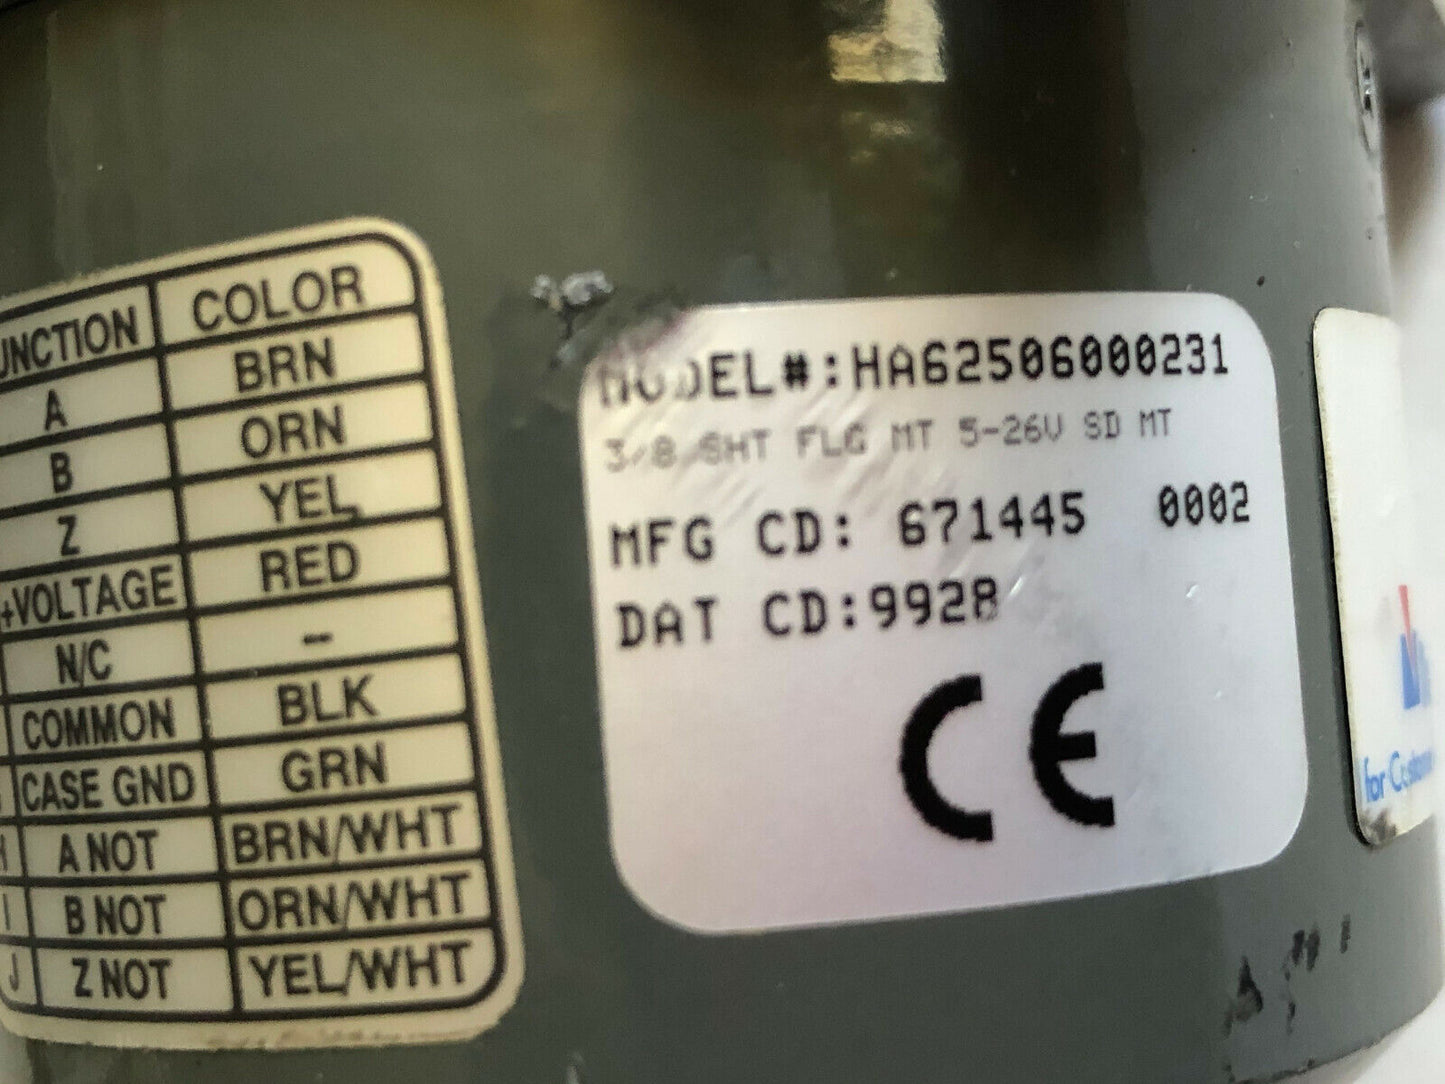 UNCTION COLOR
A BRN
B ORN
Z YEL
+VOLTAGE RED
N/C –
COMMON BLK
CASE GND GRN
H A NOT BRN/WHT
I B NOT ORN/WHT
J Z NOT YEL/WHT
MODEL#:HA62506000231
3/8 SHT FLG MT 5-26V SD MT
MFG CD: 671445 0002
DAT CD:9928
CE
for